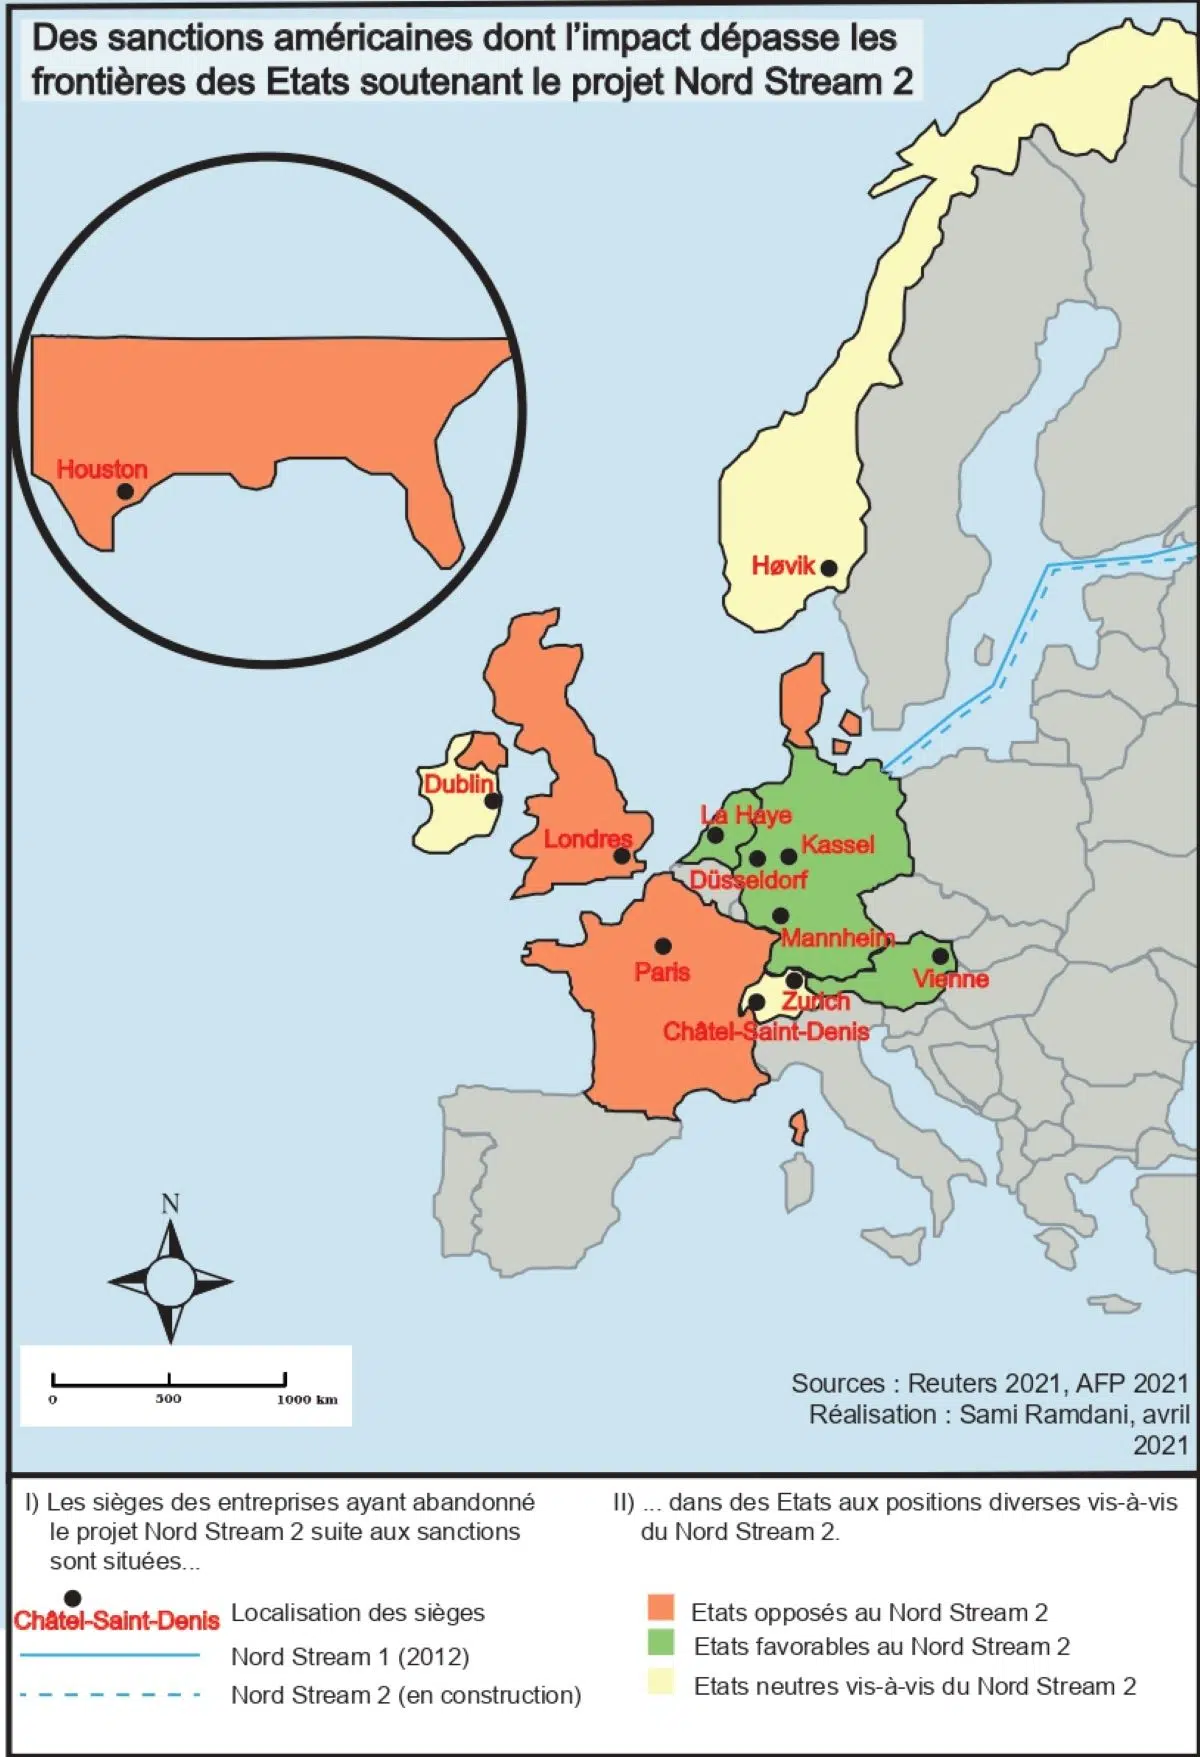 Des sanctions américaines dont l'impact dépasse les
frontières des Etats soutenant le projet Nord Stream 2
Houston
Høvik
Dublin
Londres
La Haye
Kassel
Düsseldorf
Mannheim
Paris
Vienne
Zurich
Châtel-Saint-Denis
N
0 500 1000 km
Sources : Reuters 2021, AFP 2021
Réalisation : Sami Ramdani, avril
2021
I) Les sièges des entreprises ayant abandonné
le projet Nord Stream 2 suite aux sanctions
sont situées...
Châtel-Saint-Denis Localisation des sièges
Nord Stream 1 (2012)
Nord Stream 2 (en construction)
II) ... dans des Etats aux positions diverses vis-à-vis
du Nord Stream 2.
Etats opposés au Nord Stream 2
Etats favorables au Nord Stream 2
Etats neutres vis-à-vis du Nord Stream 2